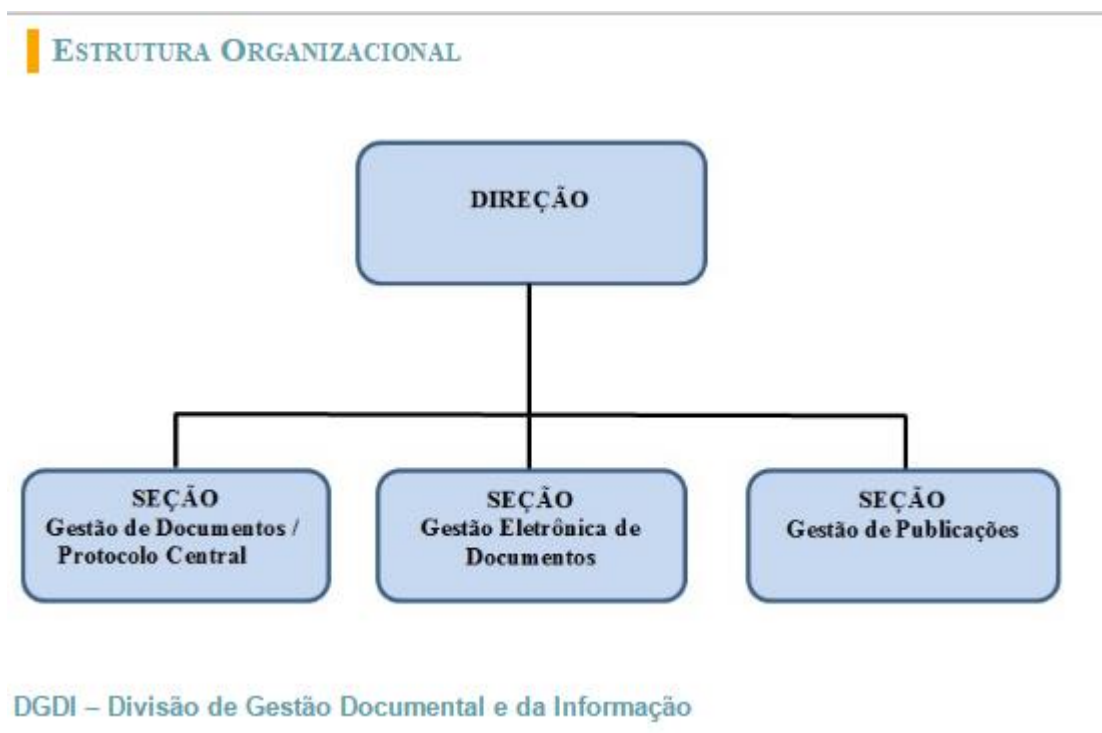 ESTRUTURA ORGANIZACIONAL
DIREÇÃO
SEÇÃO
Gestão de Documentos /
Protocolo Central
SEÇÃO
Gestão Eletrônica de
Documentos
SEÇÃO
Gestão de Publicações
DGDI – Divisão de Gestão Documental e da Informação